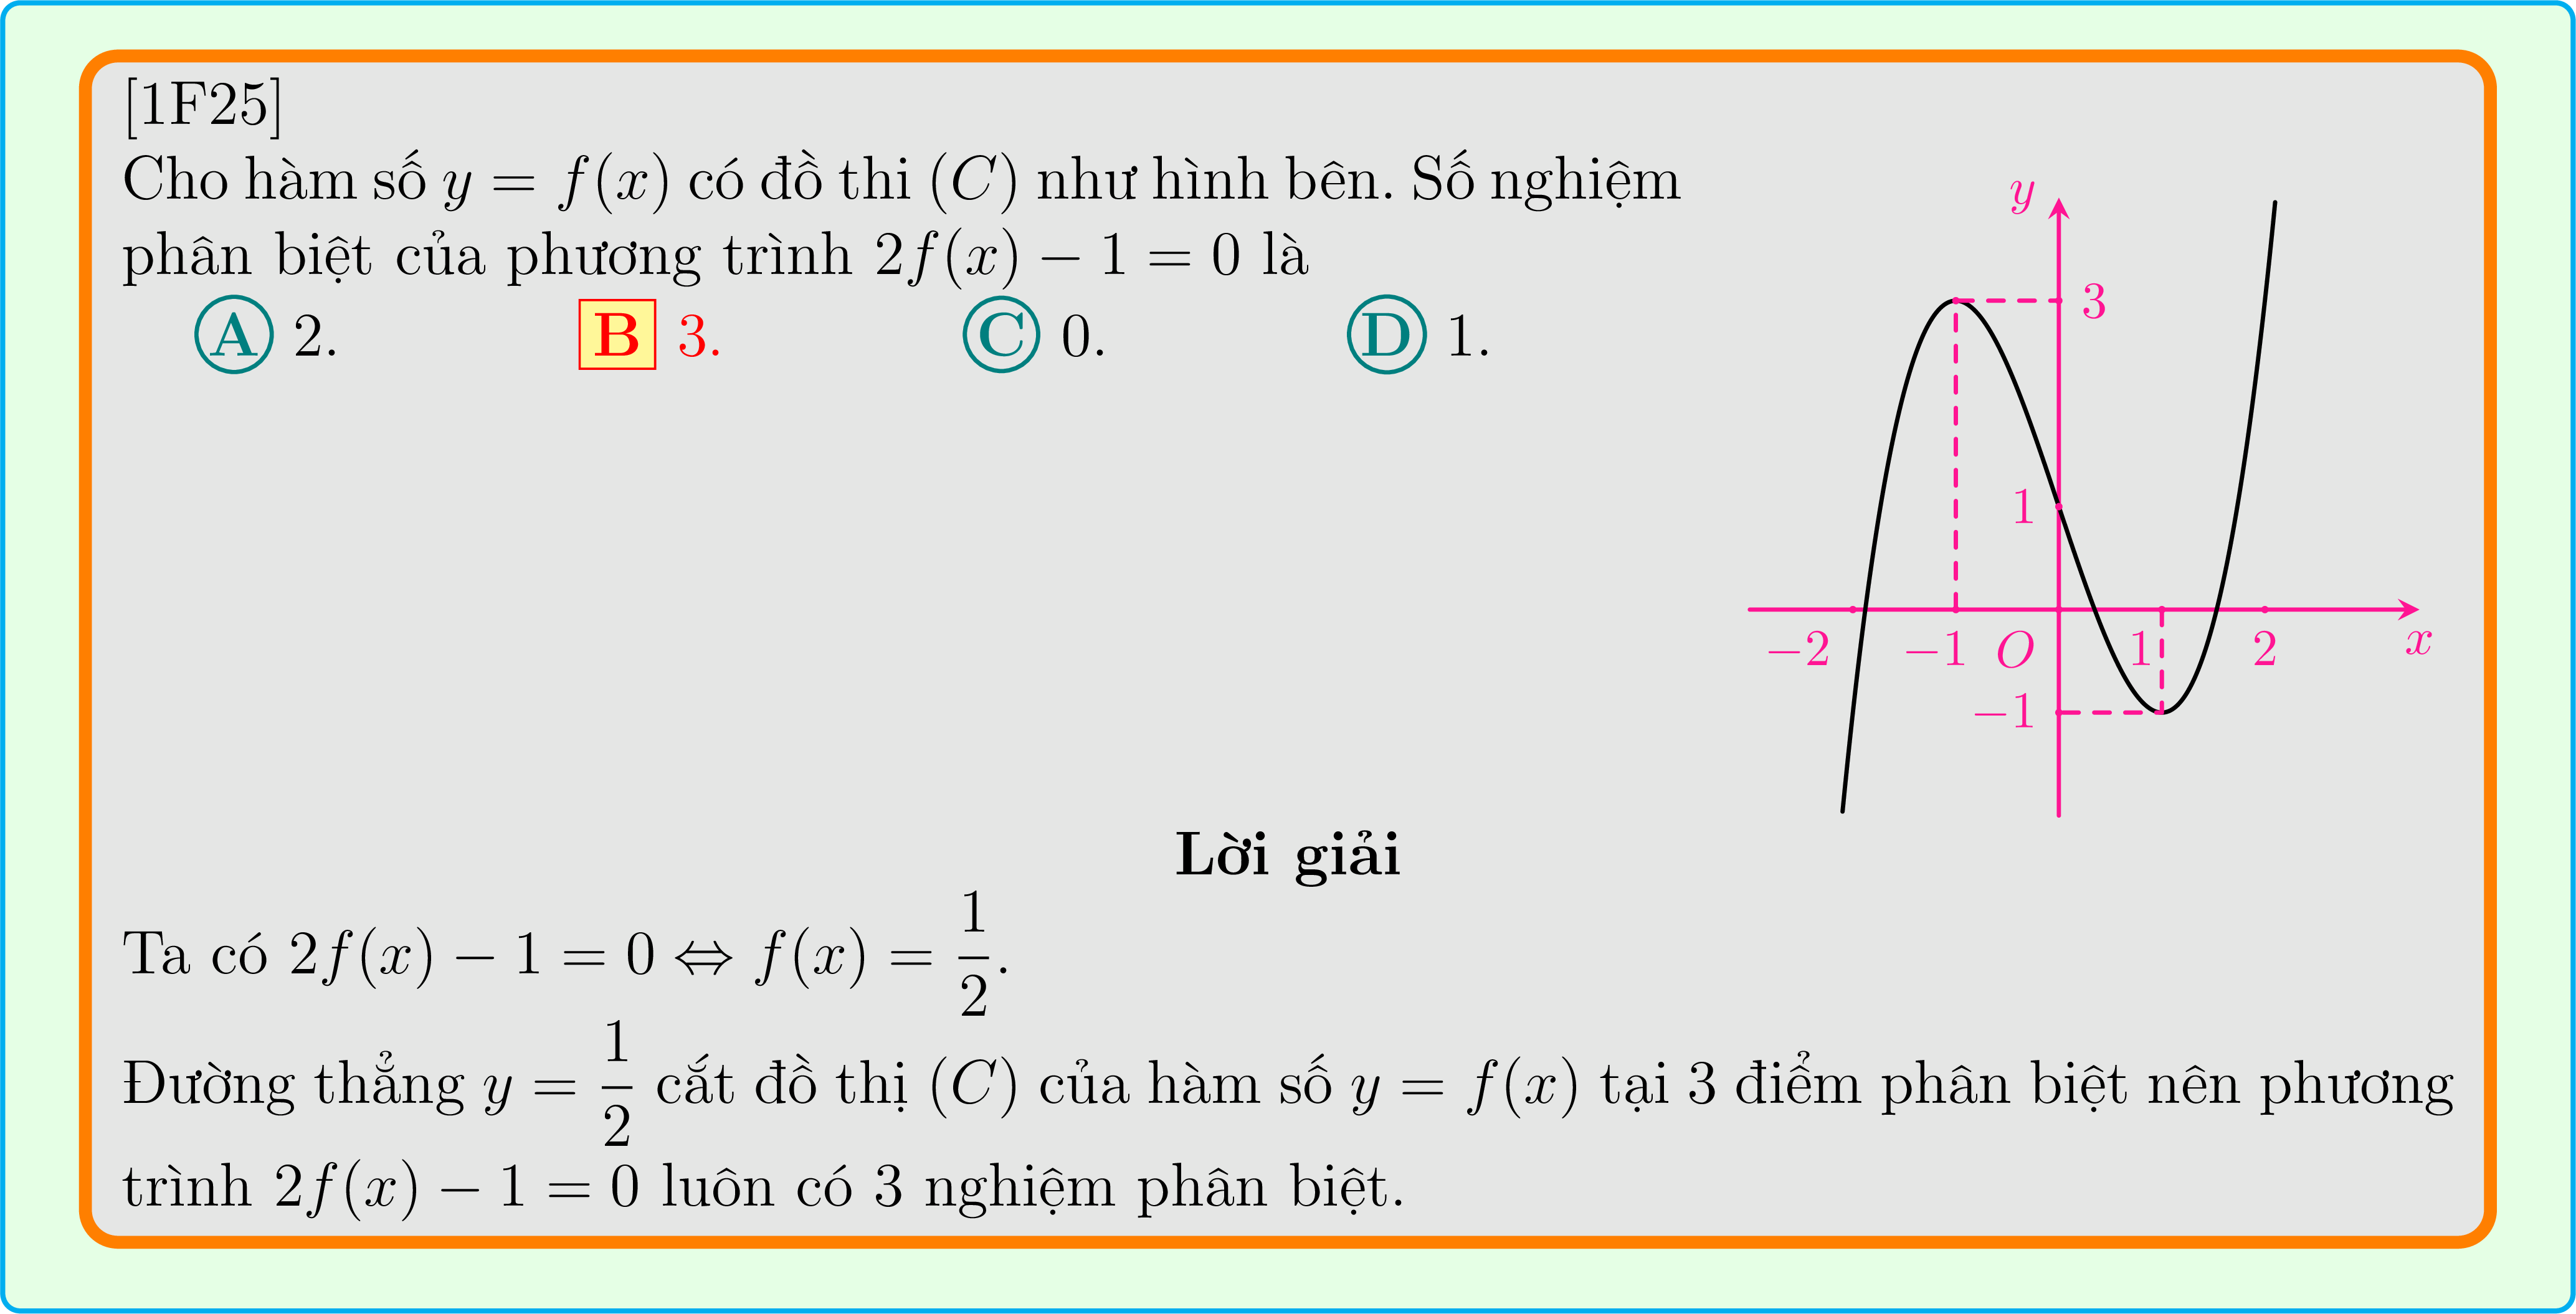 [1F25]
Cho hàm số y = f(x) có đồ thi (C) như hình bên. Số nghiệm
phân biệt của phương trình 2f(x) − 1 = 0 là
A 2. B 3. C 0. D 1.
y
3
1
−2 −1 O 1 2 x
−1
Lời giải
Ta có 2f(x) − 1 = 0 ⇔ f(x) = 1/2.
Đường thẳng y = 1/2 cắt đồ thị (C) của hàm số y = f(x) tại 3 điểm phân biệt nên phương
trình 2f(x) − 1 = 0 luôn có 3 nghiệm phân biệt.